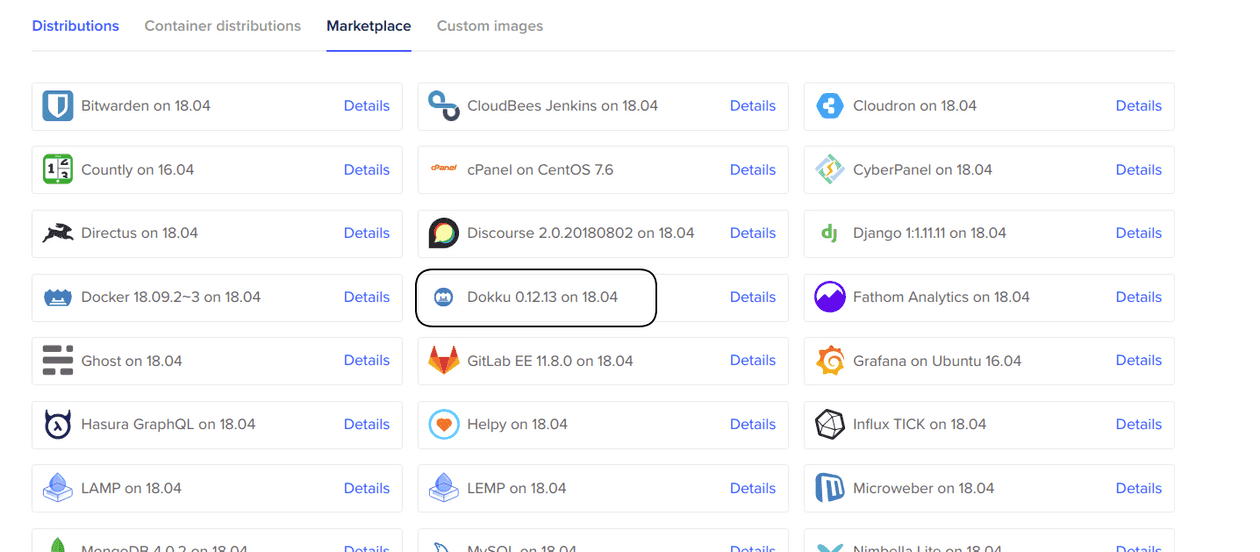 Distributions Container distributions Marketplace Custom images
Bitwarden on 18.04 Details CloudBees Jenkins on 18.04 Details Cloudron on 18.04 Details
Countly on 16.04 Details cPanel cPanel on CentOS 7.6 Details CyberPanel on 18.04 Details
Directus on 18.04 Details Discourse 2.0.20180802 on 18.04 Details dj Django 1:1.11.11 on 18.04 Details
Docker 18.09.2~3 on 18.04 Details Dokku 0.12.13 on 18.04 Details Fathom Analytics on 18.04 Details
Ghost on 18.04 Details GitLab EE 11.8.0 on 18.04 Details Grafana on Ubuntu 16.04 Details
Hasura GraphQL on 18.04 Details Helpy on 18.04 Details Influx TICK on 18.04 Details
LAMP on 18.04 Details LEMP on 18.04 Details Microweber on 18.04 Details
MongoDB 4.0.2 on 18.04 Details MySQL on 18.04 Details Nimbella Lite on 18.04 Details